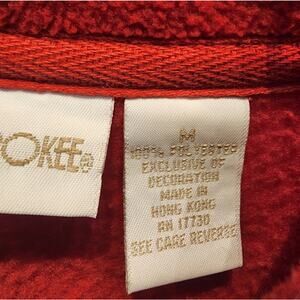 OKEE®
M
100% POLYESTER
EXCLUSIVE OF
DECORATION
MADE IN
HONG KONG
RN 17730
SEE CARE REVERSE